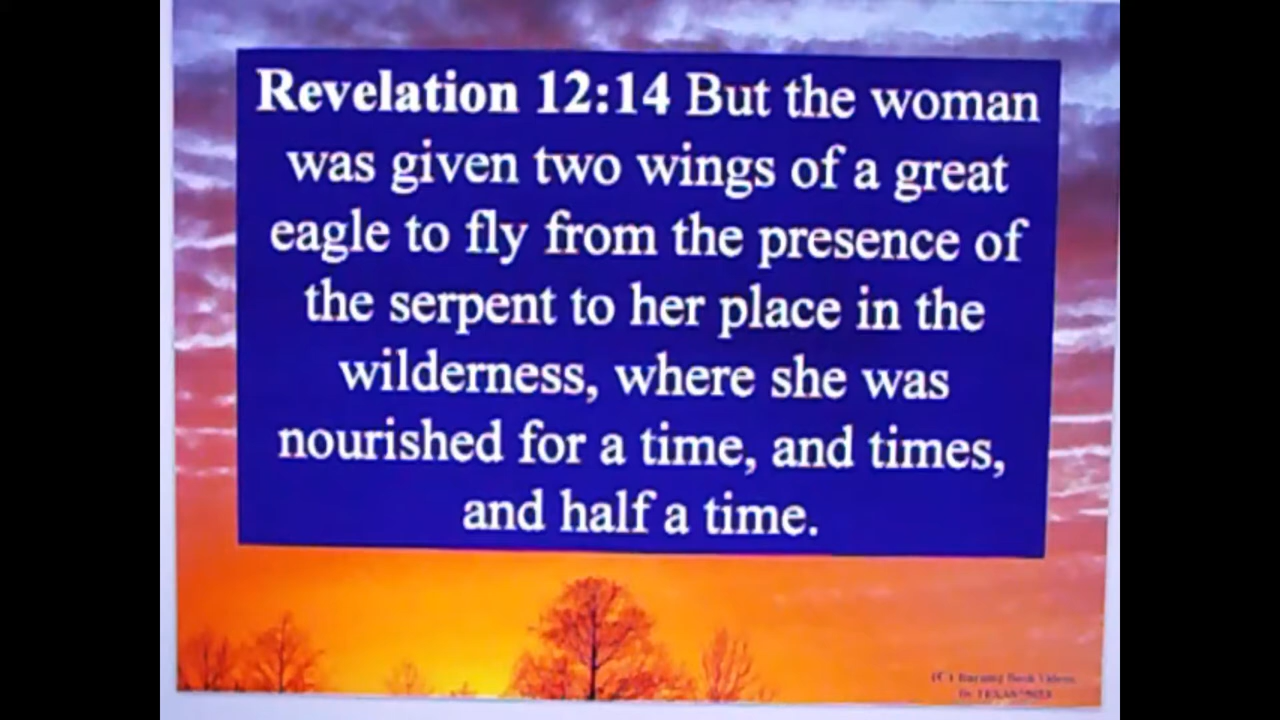 Revelation 12:14 But the woman
was given two wings of a great
eagle to fly from the presence of
the serpent to her place in the
wilderness, where she was
nourished for a time, and times,
and half a time.